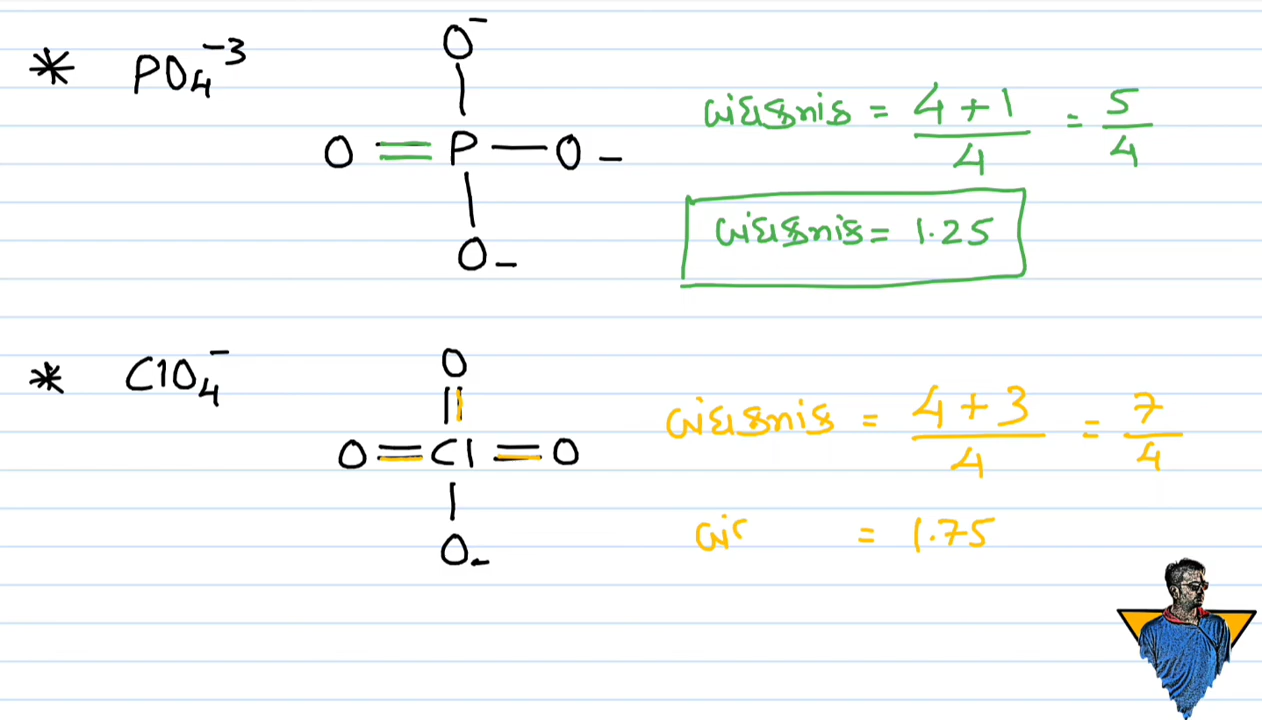 * PO₄⁻³
O⁻
O = P — O −
O −
બંધક્રમાંક = 4 + 1 / 4 = 5 / 4
બંધક્રમાંક = 1.25
* ClO₄⁻
O
O = Cl = O
O −
બંધક્રમાંક = 4 + 3 / 4 = 7 / 4
= 1.75